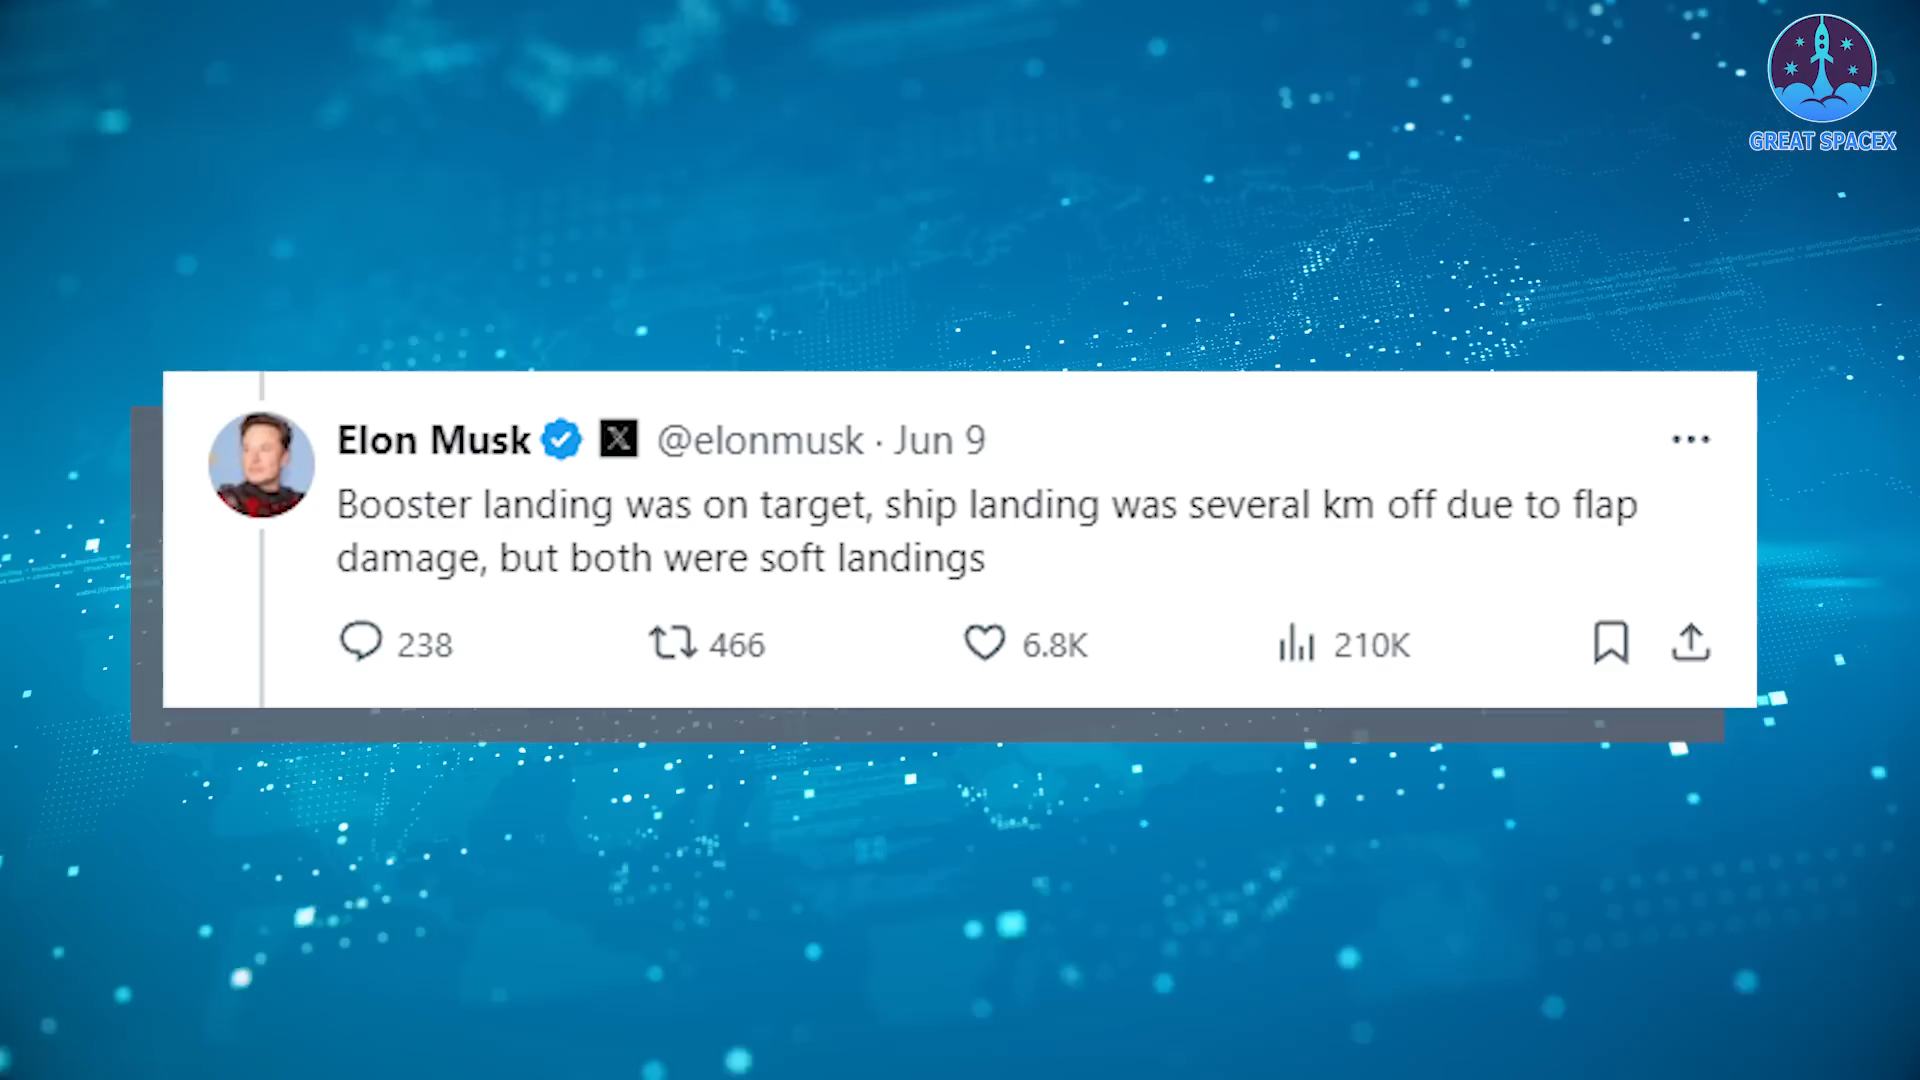 GREAT SPACEX
Elon Musk @elonmusk · Jun 9
Booster landing was on target, ship landing was several km off due to flap
damage, but both were soft landings
238 466 6.8K 210K